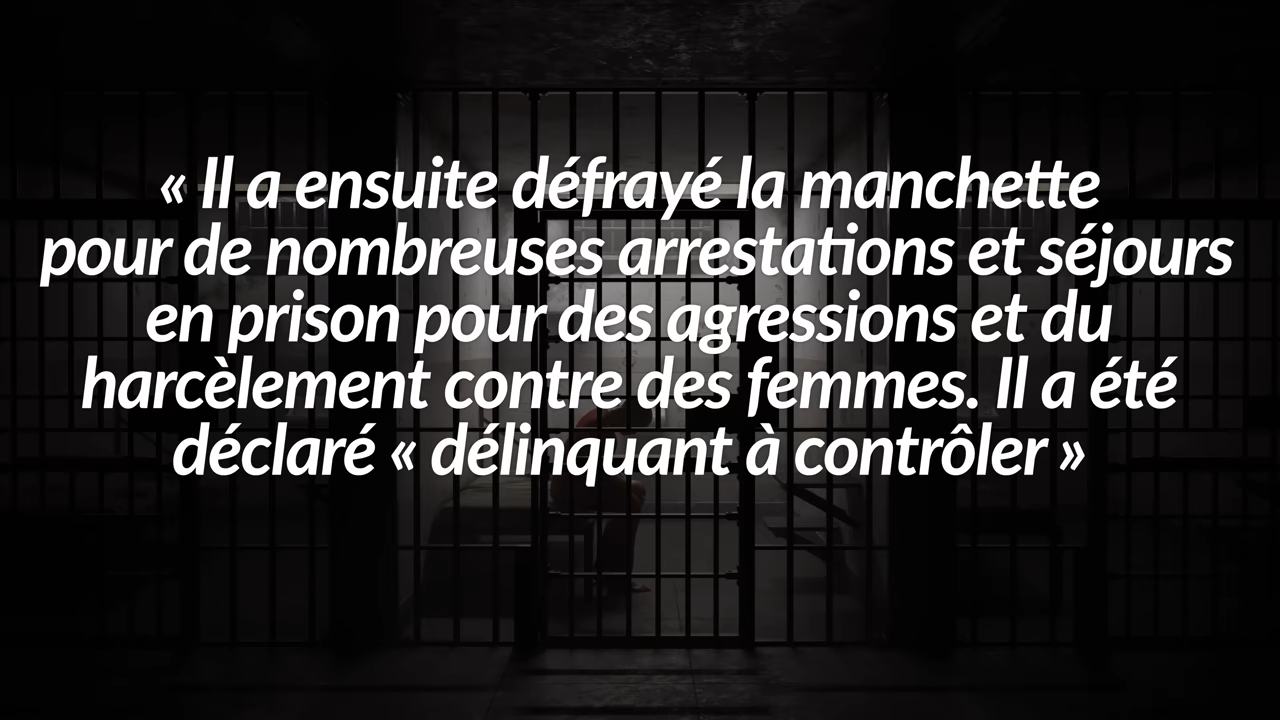 « Il a ensuite défrayé la manchette
pour de nombreuses arrestations et séjours
en prison pour des agressions et du
harcèlement contre des femmes. Il a été
déclaré « délinquant à contrôler »